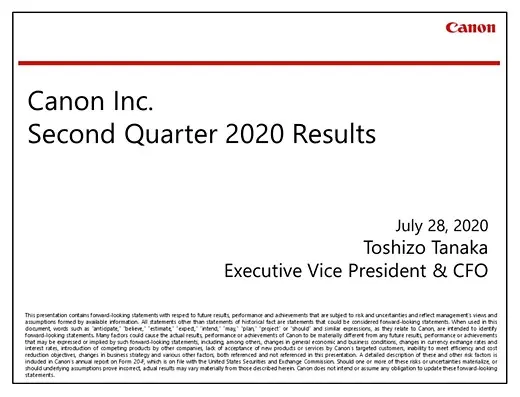 Canon
Canon Inc.
Second Quarter 2020 Results
July 28, 2020
Toshizo Tanaka
Executive Vice President & CFO
This presentation contains forward-looking statements with respect to future results, performance and achievements that are subject to risk and uncertainties and reflect management's views and
assumptions formed by available information. All statements other than statements of historical fact are statements that could be considered forward-looking statements. When used in this
document, words such as "anticipate," "believe," "estimate," "expect," "intend," "may," "plan," "project" or "should" and similar expressions, as they relate to Canon, are intended to identify
forward-looking statements. Many factors could cause the actual results, performance or achievements of Canon to be materially different from any future results, performance or achievements
that may be expressed or implied by such forward-looking statements, including, among others, changes in general economic and business conditions, changes in currency exchange rates and
interest rates, introduction of competing products by other companies, lack of acceptance of new products or services by Canon's targeted customers, inability to meet efficiency and cost
reduction objectives, changes in business strategy and various other factors, both referenced and not referenced in this presentation. A detailed description of these and other risk factors is
included in Canon's annual report on Form 20-F, which is on file with the United States Securities and Exchange Commission. Should one or more of these risks or uncertainties materialize, or
should underlying assumptions prove incorrect, actual results may vary materially from those described herein. Canon does not intend or assume any obligation to update these forward-looking
statements.